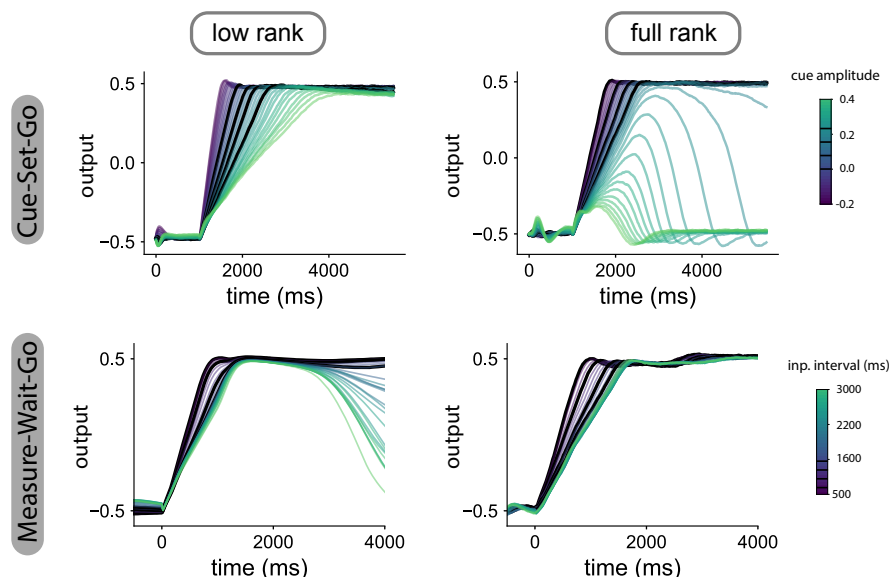 low rank
full rank
Cue-Set-Go
output
0.5
0.0
−0.5
0
2000
4000
time (ms)
output
0.5
0.0
−0.5
0
2000
4000
time (ms)
cue amplitude
0.4
0.2
0.0
-0.2
Measure-Wait-Go
output
0.5
−0.5
0
2000
4000
time (ms)
output
0.5
−0.5
0
2000
4000
time (ms)
inp. interval (ms)
3000
2200
1600
500